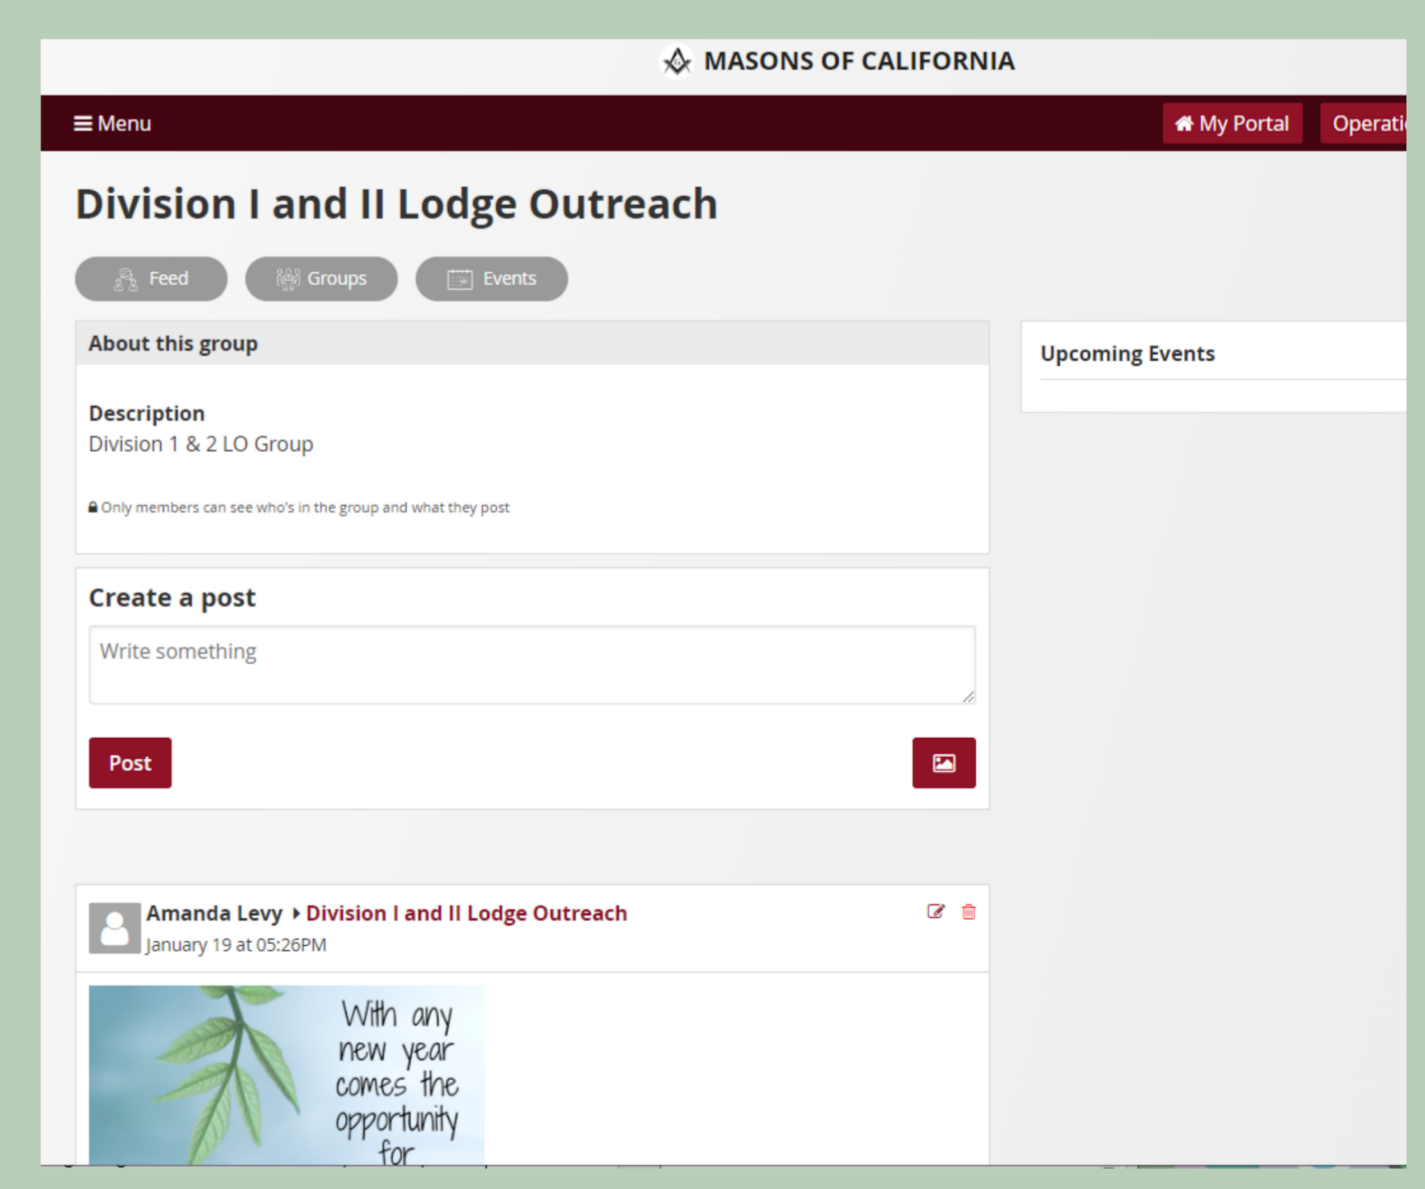 MASONS OF CALIFORNIA
Menu
My Portal
Operati
Division I and II Lodge Outreach
Feed
Groups
Events
About this group
Upcoming Events
Description
Division 1 & 2 LO Group
Only members can see who's in the group and what they post
Create a post
Write something
Post
Amanda Levy Division I and II Lodge Outreach
January 19 at 05:26PM
With any
new year
comes the
opportunity
for